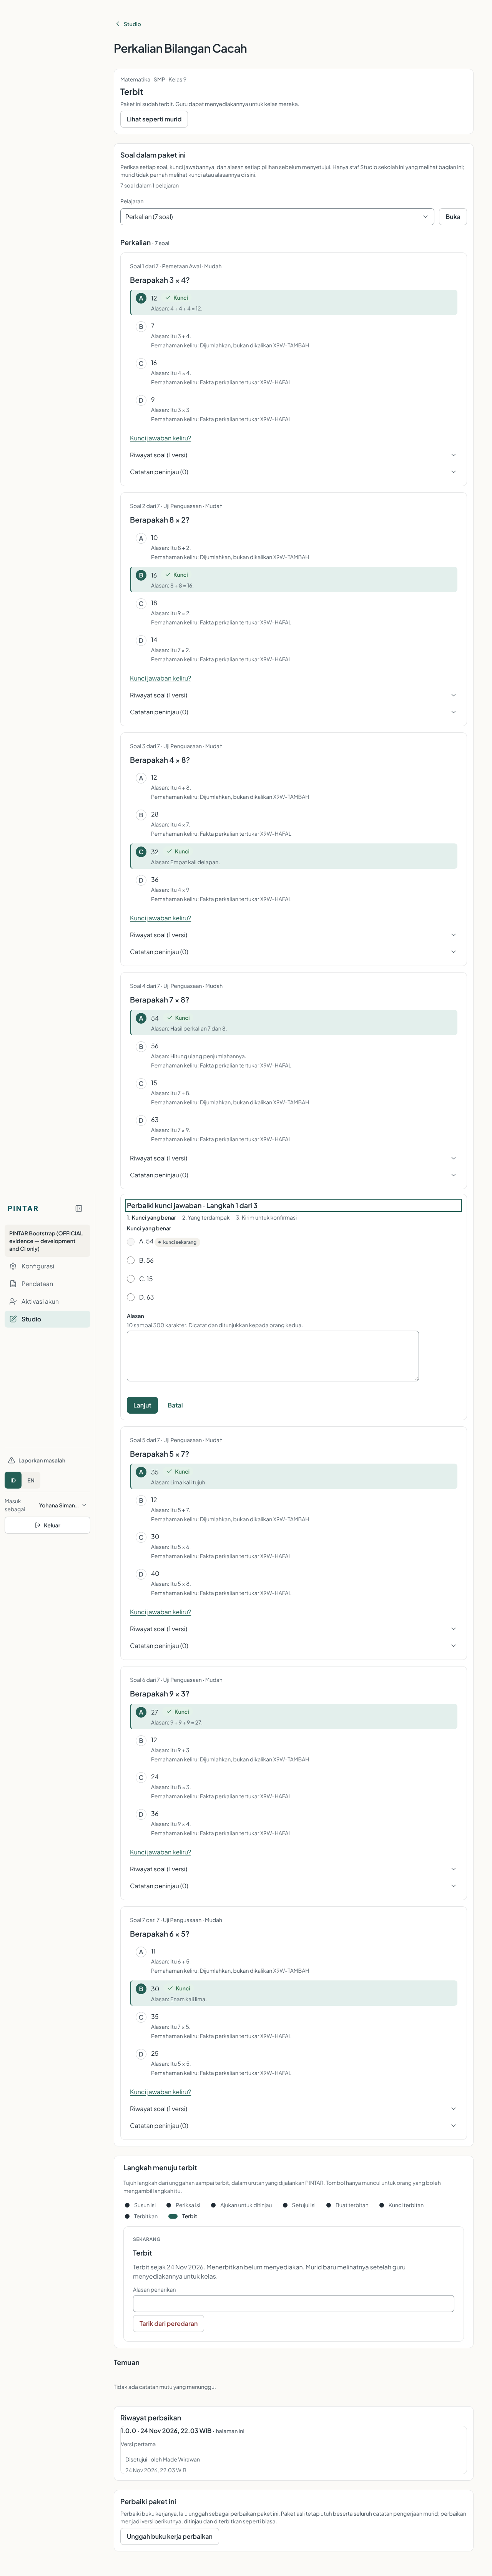 Studio
Perkalian Bilangan Cacah
Matematika · SMP · Kelas 9
Terbit
Paket ini sudah terbit. Guru dapat menyediakannya untuk kelas mereka.
Lihat seperti murid
Soal dalam paket ini
Periksa setiap soal, kunci jawabannya, dan alasan setiap pilihan sebelum menyetujui. Hanya staf Studio sekolah ini yang melihat bagian ini;
murid tidak pernah melihat kunci atau alasannya di sini.
7 soal dalam 1 pelajaran
Pelajaran
Perkalian (7 soal)
Buka
Perkalian · 7 soal
Soal 1 dari 7 · Pemetaan Awal · Mudah
Berapakah 3 × 4?
A 12 Kunci
Alasan: 4 + 4 + 4 = 12.
B 7
Alasan: Itu 3 + 4.
Pemahaman keliru: Dijumlahkan, bukan dikalikan X9W-TAMBAH
C 16
Alasan: Itu 4 × 4.
Pemahaman keliru: Fakta perkalian tertukar X9W-HAFAL
D 9
Alasan: Itu 3 × 3.
Pemahaman keliru: Fakta perkalian tertukar X9W-HAFAL
Kunci jawaban keliru?
Riwayat soal (1 versi)
Catatan peninjau (0)
Soal 2 dari 7 · Uji Penguasaan · Mudah
Berapakah 8 × 2?
A 10
Alasan: Itu 8 + 2.
Pemahaman keliru: Dijumlahkan, bukan dikalikan X9W-TAMBAH
B 16 Kunci
Alasan: 8 + 8 = 16.
C 18
Alasan: Itu 9 × 2.
Pemahaman keliru: Fakta perkalian tertukar X9W-HAFAL
D 14
Alasan: Itu 7 × 2.
Pemahaman keliru: Fakta perkalian tertukar X9W-HAFAL
Kunci jawaban keliru?
Riwayat soal (1 versi)
Catatan peninjau (0)
Soal 3 dari 7 · Uji Penguasaan · Mudah
Berapakah 4 × 8?
A 12
Alasan: Itu 4 + 8.
Pemahaman keliru: Dijumlahkan, bukan dikalikan X9W-TAMBAH
B 28
Alasan: Itu 4 × 7.
Pemahaman keliru: Fakta perkalian tertukar X9W-HAFAL
C 32 Kunci
Alasan: Empat kali delapan.
D 36
Alasan: Itu 4 × 9.
Pemahaman keliru: Fakta perkalian tertukar X9W-HAFAL
Kunci jawaban keliru?
Riwayat soal (1 versi)
Catatan peninjau (0)
Soal 4 dari 7 · Uji Penguasaan · Mudah
Berapakah 7 × 8?
A 54 Kunci
Alasan: Hasil perkalian 7 dan 8.
B 56
Alasan: Hitung ulang penjumlahannya.
Pemahaman keliru: Fakta perkalian tertukar X9W-HAFAL
C 15
Alasan: Itu 7 + 8.
Pemahaman keliru: Dijumlahkan, bukan dikalikan X9W-TAMBAH
D 63
Alasan: Itu 7 × 9.
Pemahaman keliru: Fakta perkalian tertukar X9W-HAFAL
Riwayat soal (1 versi)
Catatan peninjau (0)
PINTAR
PINTAR Bootstrap (OFFICIAL
evidence — development
and CI only)
Konfigurasi
Pendataan
Aktivasi akun
Studio
Laporkan masalah
ID EN
Masuk
sebagai
Yohana Siman...
Keluar
Perbaiki kunci jawaban · Langkah 1 dari 3
1. Kunci yang benar 2. Yang terdampak 3. Kirim untuk konfirmasi
Kunci yang benar
A. 54 kunci sekarang
B. 56
C. 15
D. 63
Alasan
10 sampai 300 karakter. Dicatat dan ditunjukkan kepada orang kedua.
Lanjut
Batal
Soal 5 dari 7 · Uji Penguasaan · Mudah
Berapakah 5 × 7?
A 35 Kunci
Alasan: Lima kali tujuh.
B 12
Alasan: Itu 5 + 7.
Pemahaman keliru: Dijumlahkan, bukan dikalikan X9W-TAMBAH
C 30
Alasan: Itu 5 × 6.
Pemahaman keliru: Fakta perkalian tertukar X9W-HAFAL
D 40
Alasan: Itu 5 × 8.
Pemahaman keliru: Fakta perkalian tertukar X9W-HAFAL
Kunci jawaban keliru?
Riwayat soal (1 versi)
Catatan peninjau (0)
Soal 6 dari 7 · Uji Penguasaan · Mudah
Berapakah 9 × 3?
A 27 Kunci
Alasan: 9 + 9 + 9 = 27.
B 12
Alasan: Itu 9 + 3.
Pemahaman keliru: Dijumlahkan, bukan dikalikan X9W-TAMBAH
C 24
Alasan: Itu 8 × 3.
Pemahaman keliru: Fakta perkalian tertukar X9W-HAFAL
D 36
Alasan: Itu 9 × 4.
Pemahaman keliru: Fakta perkalian tertukar X9W-HAFAL
Kunci jawaban keliru?
Riwayat soal (1 versi)
Catatan peninjau (0)
Soal 7 dari 7 · Uji Penguasaan · Mudah
Berapakah 6 × 5?
A 11
Alasan: Itu 6 + 5.
Pemahaman keliru: Dijumlahkan, bukan dikalikan X9W-TAMBAH
B 30 Kunci
Alasan: Enam kali lima.
C 35
Alasan: Itu 7 × 5.
Pemahaman keliru: Fakta perkalian tertukar X9W-HAFAL
D 25
Alasan: Itu 5 × 5.
Pemahaman keliru: Fakta perkalian tertukar X9W-HAFAL
Kunci jawaban keliru?
Riwayat soal (1 versi)
Catatan peninjau (0)
Langkah menuju terbit
Tujuh langkah dari unggahan sampai terbit, dalam urutan yang dijalankan PINTAR. Tombol hanya muncul untuk orang yang boleh
mengambil langkah itu.
Susun isi Periksa isi Ajukan untuk ditinjau Setujui isi Buat terbitan Kunci terbitan
Terbitkan Terbit
SEKARANG
Terbit
Terbit sejak 24 Nov 2026. Menerbitkan belum menyediakan. Murid baru melihatnya setelah guru
menyediakannya untuk kelas.
Alasan penarikan
Tarik dari peredaran
Temuan
Tidak ada catatan mutu yang menunggu.
Riwayat perbaikan
1.0.0 · 24 Nov 2026, 22.03 WIB · halaman ini
Versi pertama
Disetujui · oleh Made Wirawan
24 Nov 2026, 22.03 WIB
Perbaiki paket ini
Perbaiki buku kerjanya, lalu unggah sebagai perbaikan paket ini. Paket asli tetap utuh beserta seluruh catatan pengerjaan murid; perbaikan
menjadi versi berikutnya, ditinjau dan diterbitkan seperti biasa.
Unggah buku kerja perbaikan